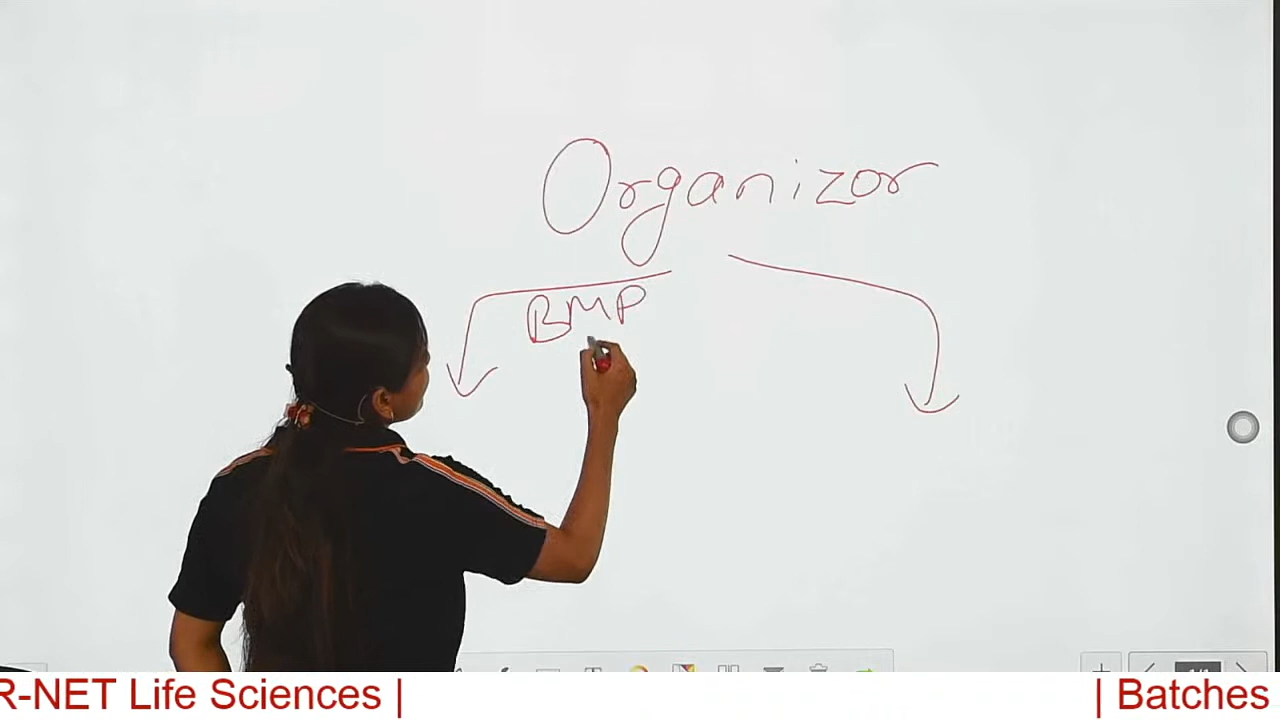 Organizor
BMP
R-NET Life Sciences |
| Batches